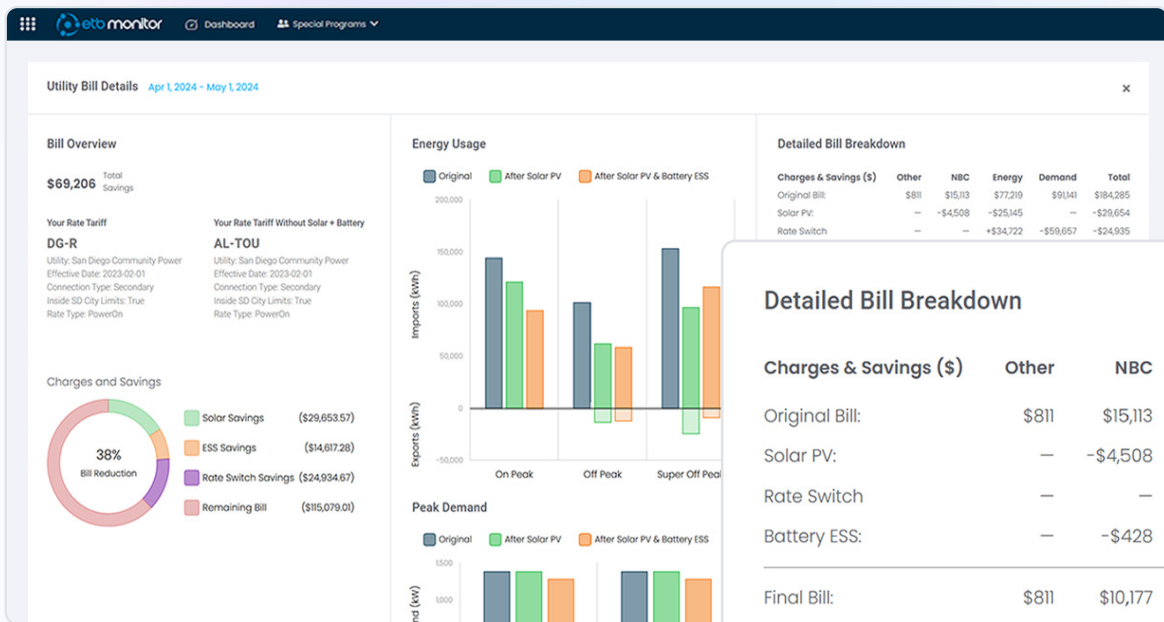 etb monitor Dashboard Special Programs
Utility Bill Details Apr 1, 2024 - May 1, 2024 ×
Bill Overview
$69,206 Total Savings
Your Rate Tariff
DG-R
Utility: San Diego Community Power
Effective Date: 2023-02-01
Connection Type: Secondary
Inside SD City Limits: True
Rate Type: PowerOn
Your Rate Tariff Without Solar + Battery
AL-TOU
Utility: San Diego Community Power
Effective Date: 2023-02-01
Connection Type: Secondary
Inside SD City Limits: True
Rate Type: PowerOn
Charges and Savings
38%
Bill Reduction
Solar Savings ($29,653.57)
ESS Savings ($14,617.28)
Rate Switch Savings ($24,934.67)
Remaining Bill ($115,079.01)
Energy Usage
Original After Solar PV After Solar PV & Battery ESS
200,000
150,000
100,000
50,000
0
-50,000
Imports (kWh)
Exports (kWh)
On Peak Off Peak Super Off Peak
Peak Demand
Original After Solar PV After Solar PV & Battery ESS
1,500
1,000
nd (kW)
Detailed Bill Breakdown
Charges & Savings ($) Other NBC Energy Demand Total
Original Bill: $811 $15,113 $77,219 $91,141 $184,285
Solar PV: – -$4,508 -$25,145 – -$29,654
Rate Switch – – +$34,722 -$59,657 -$24,935
Detailed Bill Breakdown
Charges & Savings ($) Other NBC
Original Bill: $811 $15,113
Solar PV: – -$4,508
Rate Switch – –
Battery ESS: – -$428
Final Bill: $811 $10,177